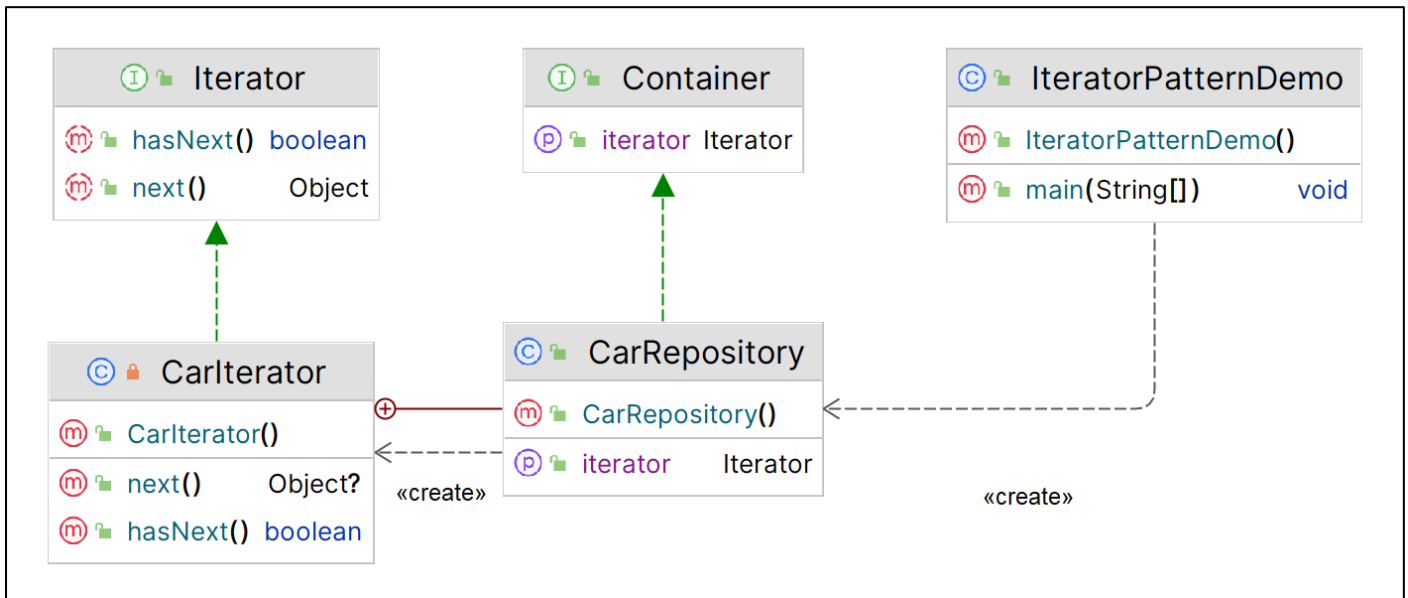 Iterator
hasNext() boolean
next() Object
Container
iterator Iterator
IteratorPatternDemo
IteratorPatternDemo()
main(String[]) void
CarIterator
CarIterator()
next() Object?
hasNext() boolean
CarRepository
CarRepository()
iterator Iterator
«create»
«create»